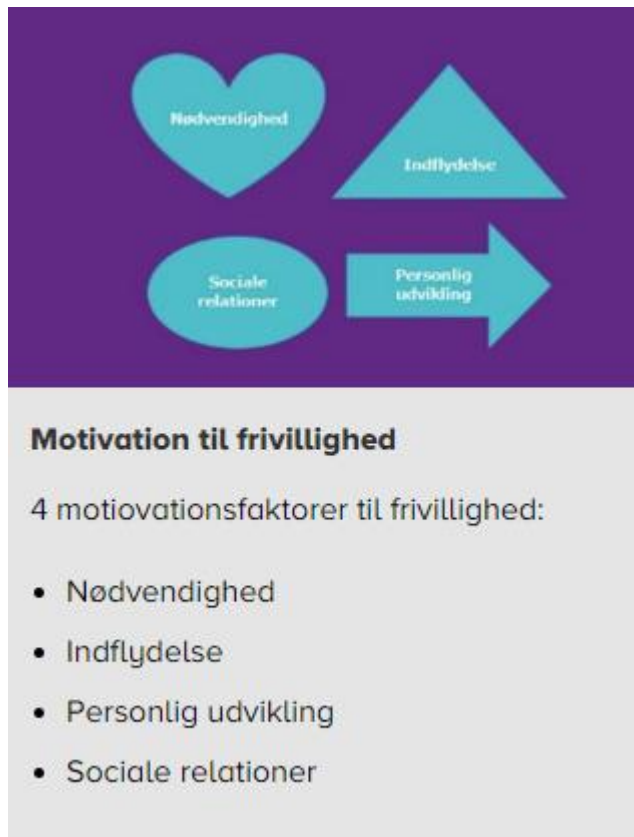 Nødvendighed
Indflydelse
Sociale
relationer
Personlig
udvikling
Motivation til frivillighed
4 motiovationsfaktorer til frivillighed:
• Nødvendighed
• Indflydelse
• Personlig udvikling
• Sociale relationer